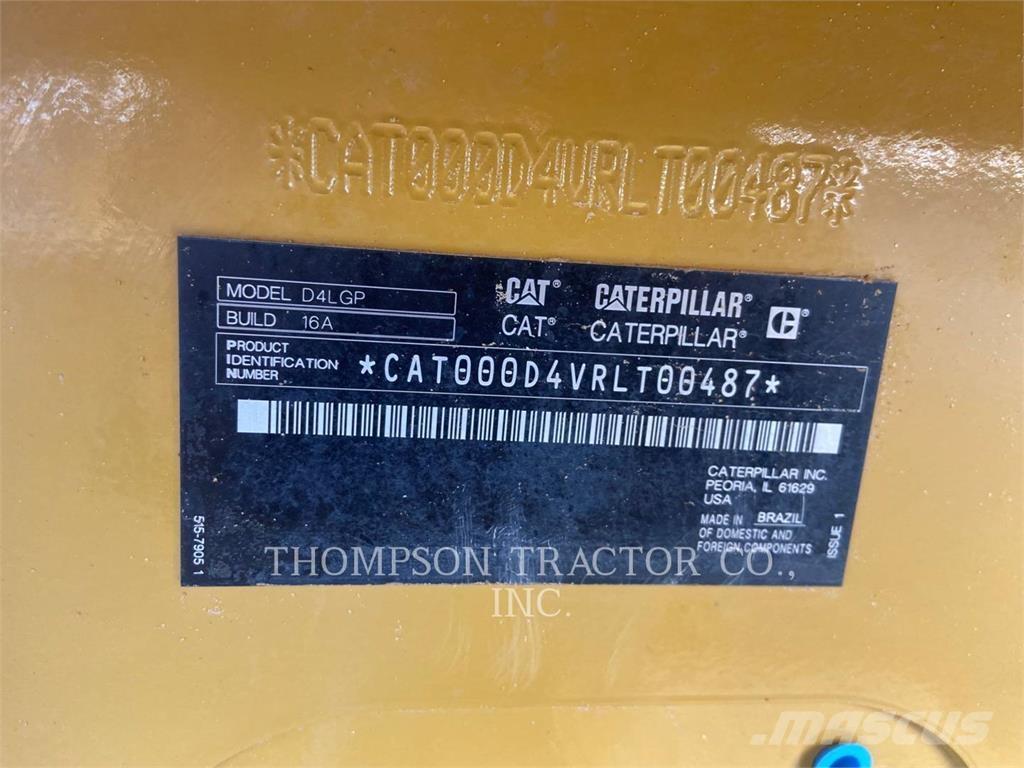 *CAT000D4VRLT00487*
MODEL D4LGP
BUILD 16A
CAT® CATERPILLAR® C®
CAT® CATERPILLAR®
PRODUCT
IDENTIFICATION
NUMBER
*CAT000D4VRLT00487*
CATERPILLAR INC.
PEORIA, IL 61629
USA
MADE IN BRAZIL
OF DOMESTIC AND
FOREIGN COMPONENTS
515-7905 1
ISSUE 1
THOMPSON TRACTOR CO.,
INC.
MASCUS